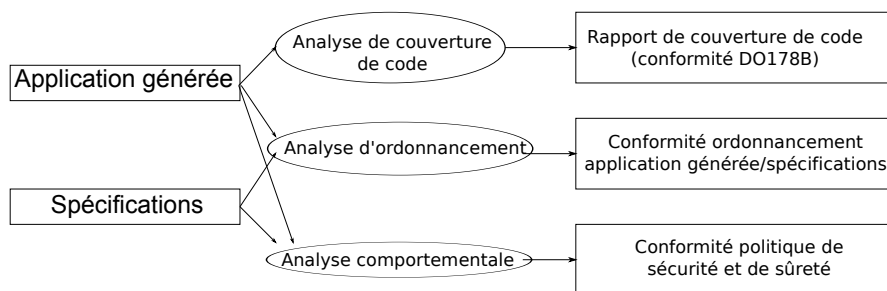 Application générée
Spécifications
Analyse de couverture
de code
Analyse d'ordonnancement
Analyse comportementale
Rapport de couverture de code
(conformité DO178B)
Conformité ordonnancement
application générée/spécifications
Conformité politique de
sécurité et de sûreté